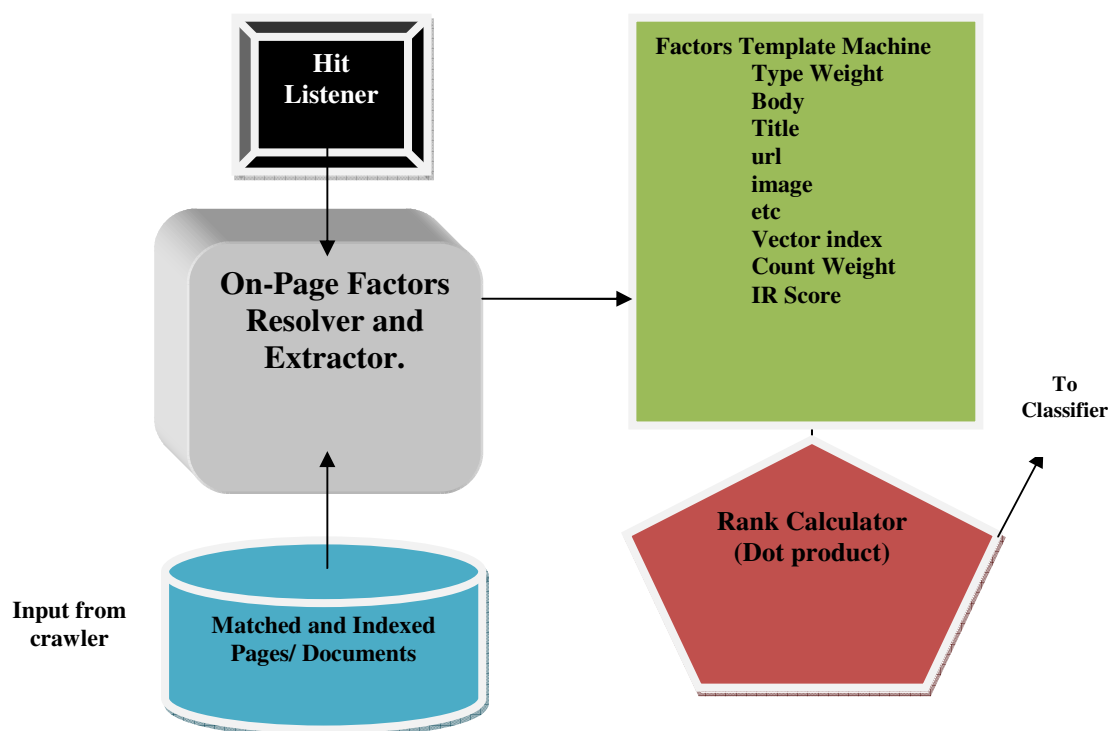 Hit
Listener
Factors Template Machine
Type Weight
Body
Title
url
image
etc
Vector index
Count Weight
IR Score
On-Page Factors
Resolver and
Extractor.
To
Classifier
Rank Calculator
(Dot product)
Input from
crawler
Matched and Indexed
Pages/ Documents